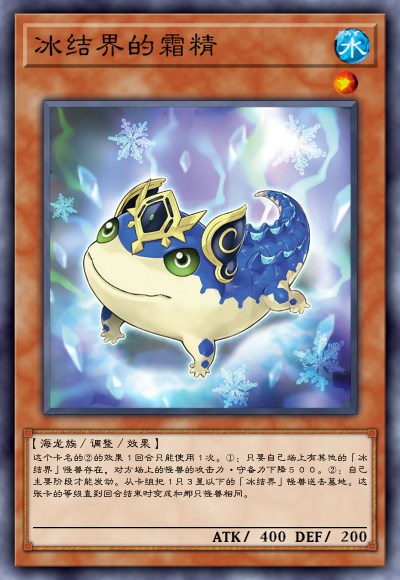 冰结界的霜精
水
【海龙族／调整／效果】
这个卡名的②的效果1回合只能使用1次。①：只要自己场上有其他的「冰
结界」怪兽存在，对方场上的怪兽的攻击力・守备力下降500。②：自己
主要阶段才能发动。从卡组把1只3星以下的「冰结界」怪兽送去墓地。这
张卡的等级直到回合结束时变成和那只怪兽相同。
ATK/ 400 DEF/ 200